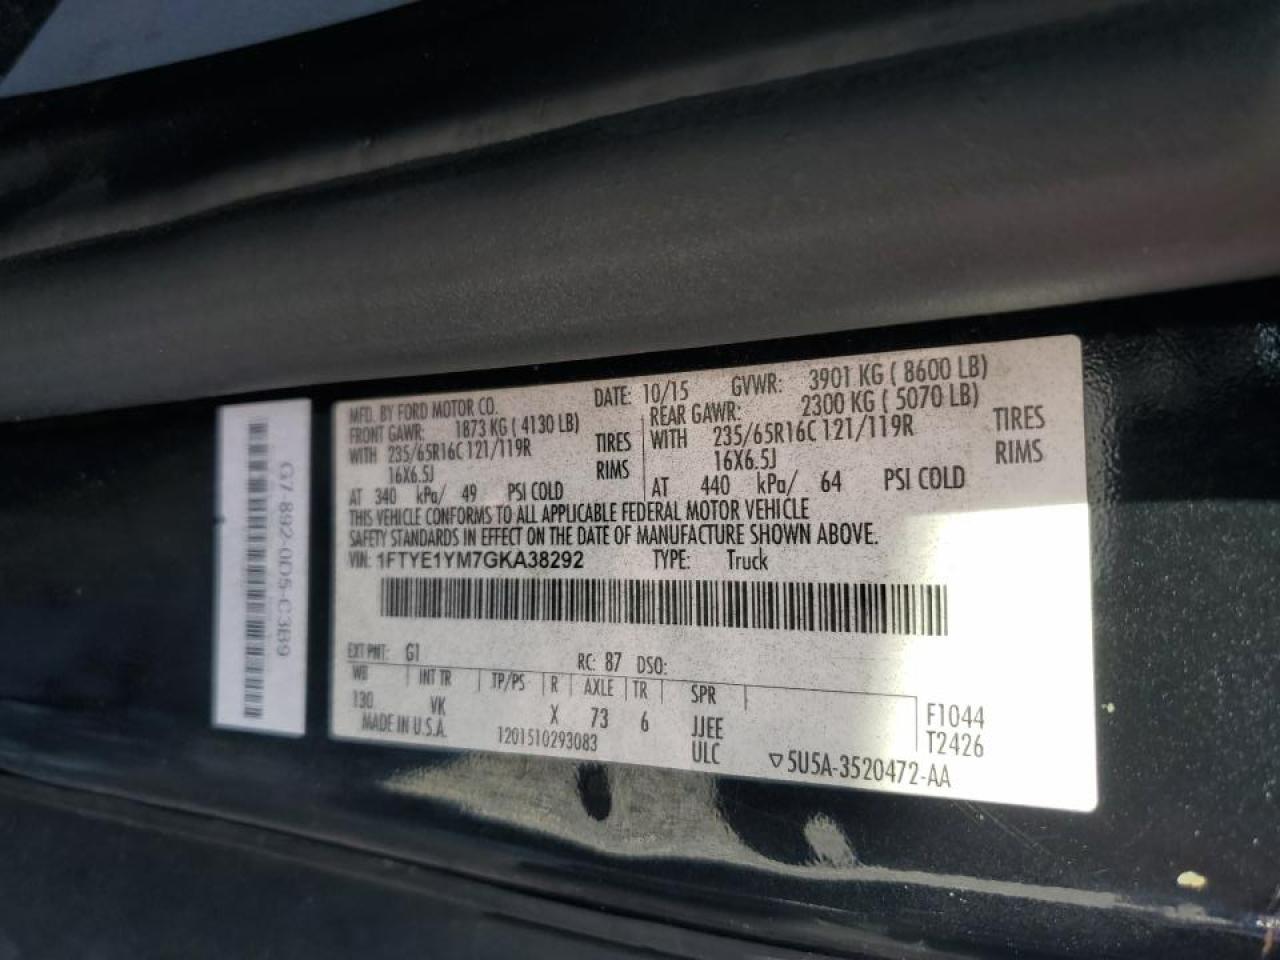 G7-892-0D5-C3B9
MFD. BY FORD MOTOR CO. DATE: 10/15 GVWR: 3901 KG ( 8600 LB)
FRONT GAWR: 1873 KG ( 4130 LB) REAR GAWR: 2300 KG ( 5070 LB)
WITH 235/65R16C 121/119R TIRES WITH 235/65R16C 121/119R TIRES
16X6.5J RIMS 16X6.5J RIMS
AT 340 kPa/ 49 PSI COLD AT 440 kPa/ 64 PSI COLD
THIS VEHICLE CONFORMS TO ALL APPLICABLE FEDERAL MOTOR VEHICLE
SAFETY STANDARDS IN EFFECT ON THE DATE OF MANUFACTURE SHOWN ABOVE.
VIN: 1FTYE1YM7GKA38292 TYPE: Truck
EXT PNT: G1 RC: 87 DSO:
WB INT TR TP/PS R AXLE TR SPR
130 VK X 73 6 JJEE F1044
MADE IN U.S.A. 1201510293083 ULC T2426
▽5U5A-3520472-AA